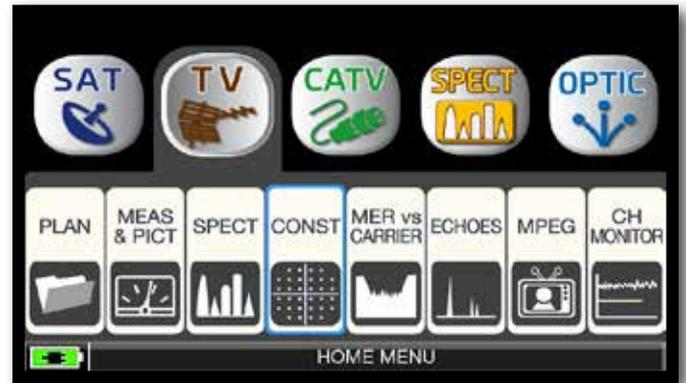 SAT TV CATV SPECT OPTIC
PLAN MEAS & PICT SPECT CONST MER vs CARRIER ECHOES MPEG CH MONITOR
HOME MENU